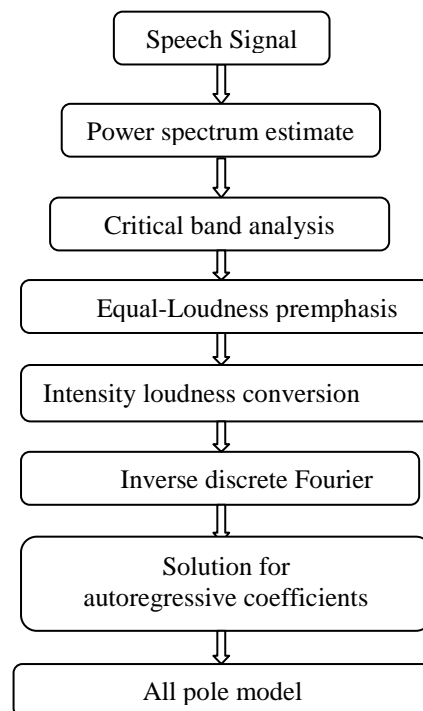 Speech Signal
Power spectrum estimate
Critical band analysis
Equal-Loudness premphasis
Intensity loudness conversion
Inverse discrete Fourier
Solution for
autoregressive coefficients
All pole model